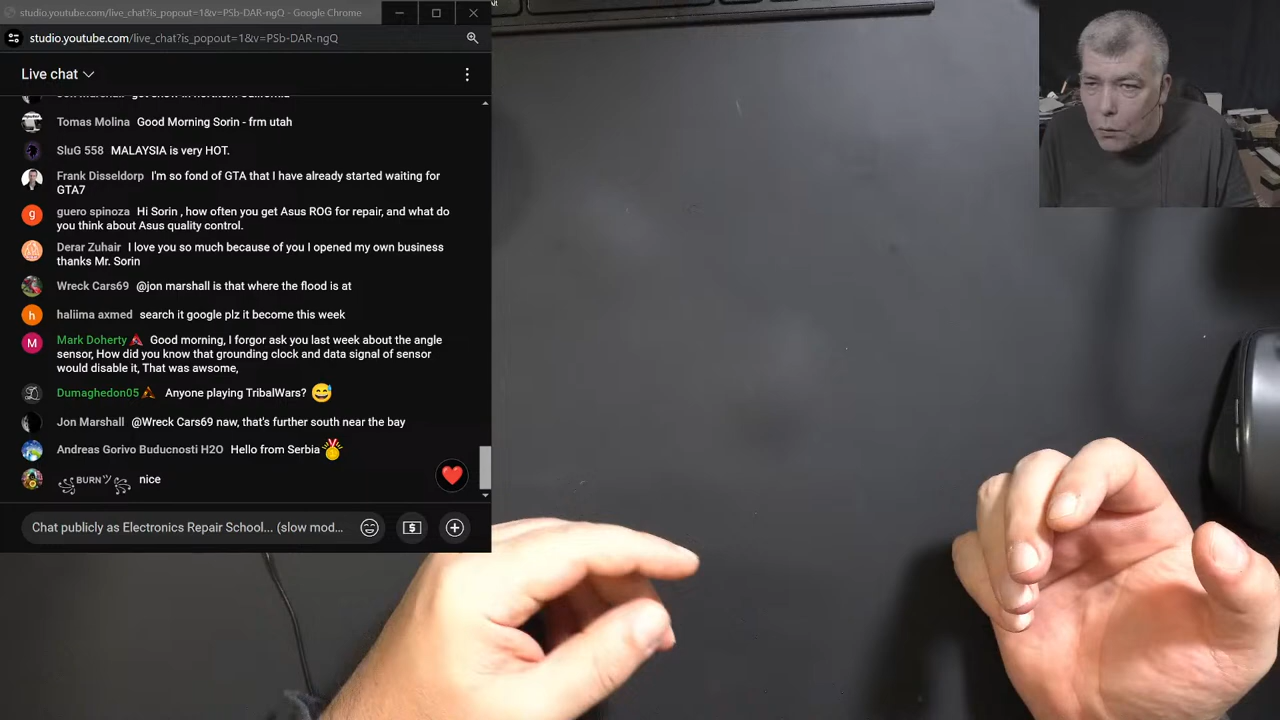 studio.youtube.com/live_chat?is_popout=1&v=PSb-DAR-ngQ - Google Chrome
studio.youtube.com/live_chat?is_popout=1&v=PSb-DAR-ngQ
Live chat
Tomas Molina Good Morning Sorin - frm utah
SluG 558 MALAYSIA is very HOT.
Frank Disseldorp I'm so fond of GTA that I have already started waiting for
GTA7
guero spinoza Hi Sorin , how often you get Asus ROG for repair, and what do
you think about Asus quality control.
Derar Zuhair I love you so much because of you I opened my own business
thanks Mr. Sorin
Wreck Cars69 @jon marshall is that where the flood is at
haliima axmed search it google plz it become this week
Mark Doherty Good morning, I forgor ask you last week about the angle
sensor, How did you know that grounding clock and data signal of sensor
would disable it, That was awsome,
Dumaghedon05 Anyone playing TribalWars? 😅
Jon Marshall @Wreck Cars69 naw, that's further south near the bay
Andreas Gorivo Buducnosti H2O Hello from Serbia 🏅
BURN nice
Chat publicly as Electronics Repair School... (slow mod...